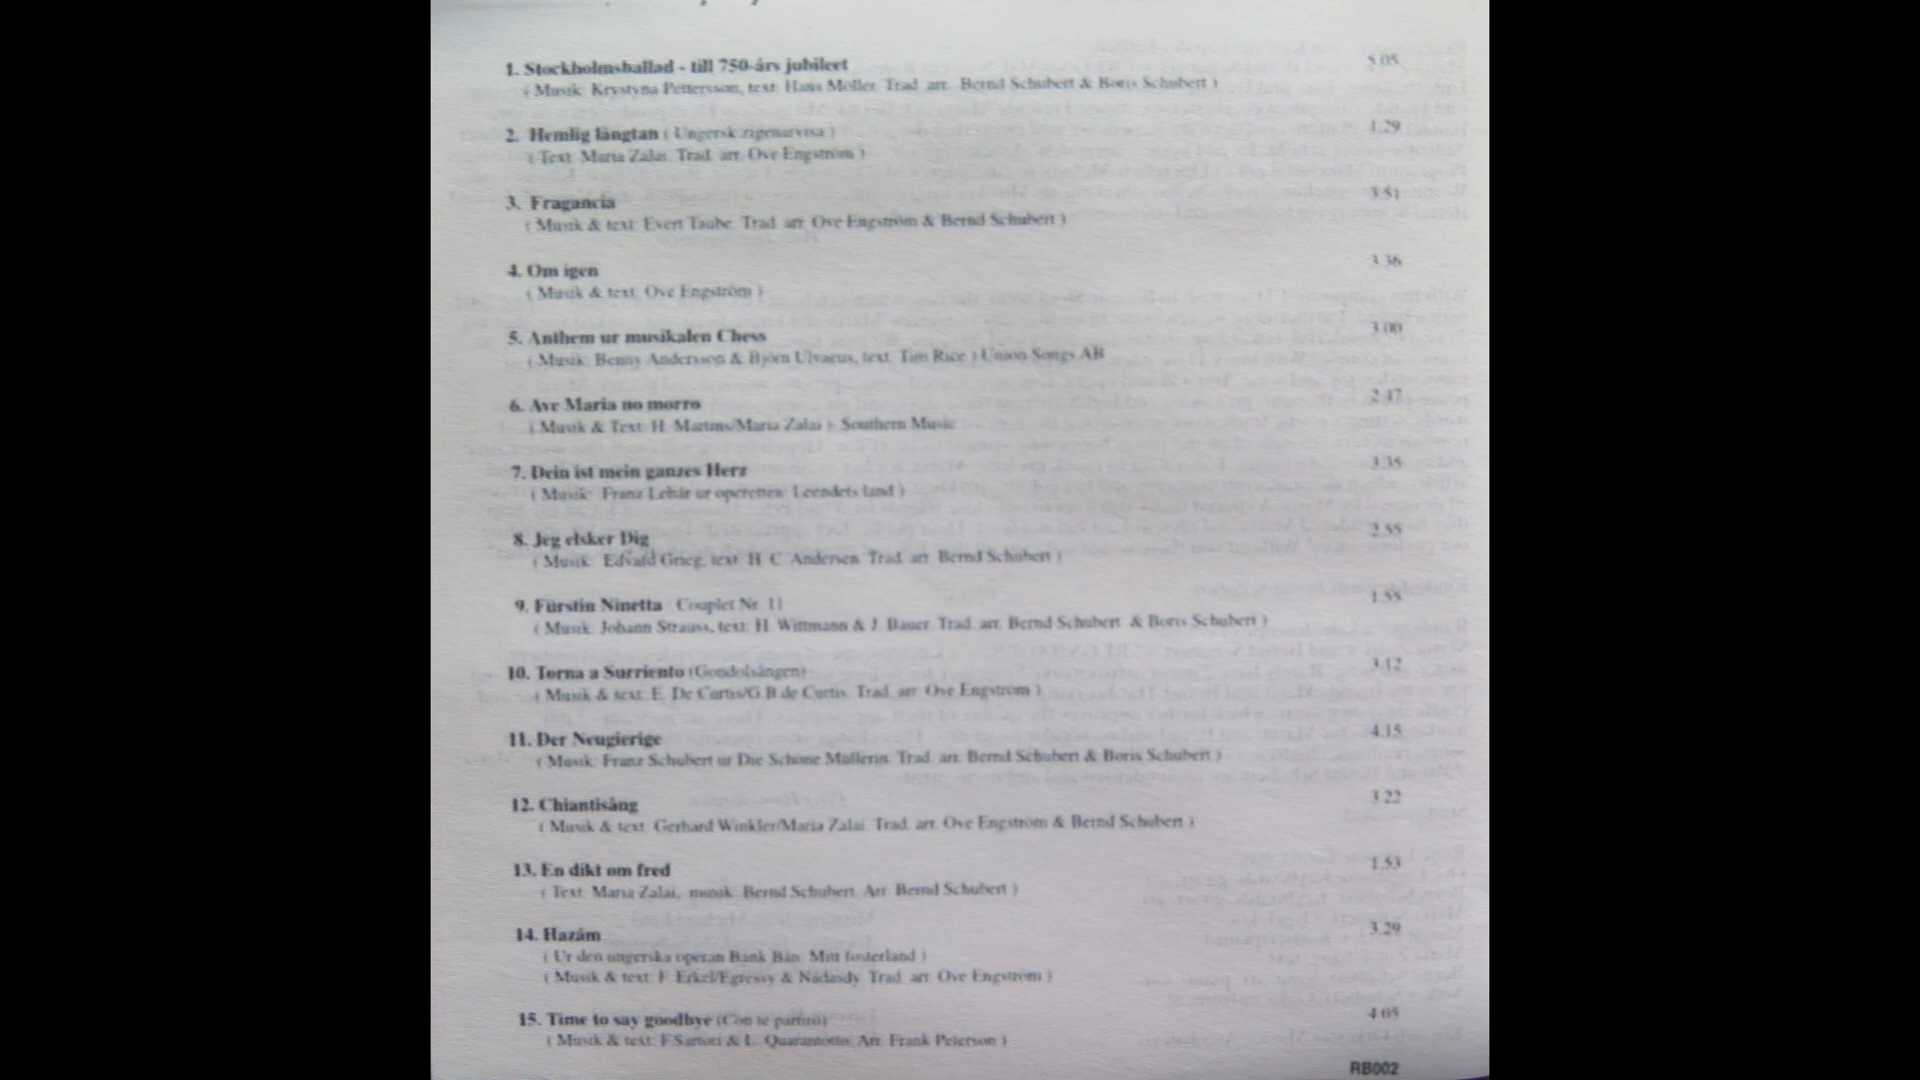 1. Stockholmsballad - till 750-års jubileet 5.05
( Musik: Krystyna Pettersson, text: Hans Möller. Trad. arr. Bernd Schubert & Boris Schubert )
2. Hemlig längtan ( Ungersk zigenarvisa ) 1.29
( Text: Maria Zalai. Trad. arr. Ove Engström )
3. Fragancia 3.51
( Musik & text: Evert Taube. Trad. arr. Ove Engström & Bernd Schubert )
4. Om igen 3.36
( Musik & text: Ove Engström )
5. Anthem ur musikalen Chess 3.00
( Musik: Benny Andersson & Björn Ulvaeus, text: Tim Rice ) Union Songs AB
6. Ave Maria no morro 2.47
( Musik & Text: H. Martins/Maria Zalai ) Southern Music
7. Dein ist mein ganzes Herz 3.35
( Musik: Franz Lehár ur operetten: Leendets land )
8. Jeg elsker Dig 2.55
( Musik: Edvald Grieg, text: H. C. Andersen. Trad. arr. Bernd Schubert )
9. Fürstin Ninetta Couplet Nr. 11 1.55
( Musik: Johann Strauss, text: H. Wittmann & J. Bauer. Trad. arr. Bernd Schubert & Boris Schubert )
10. Torna a Surriento (Gondolsången) 3.12
( Musik & text: E. De Curtis/G.B de Curtis. Trad. arr. Ove Engström )
11. Der Neugierige 4.15
( Musik: Franz Schubert ur Die Schöne Müllerin. Trad. arr. Bernd Schubert & Boris Schubert )
12. Chiantisång 3.22
( Musik & text: Gerhard Winkler/Maria Zalai. Trad. arr. Ove Engström & Bernd Schubert )
13. En dikt om fred 1.53
( Text: Maria Zalai, musik: Bernd Schubert. Arr. Bernd Schubert )
14. Hazám 3.29
( Ur den ungerska operan Bánk Bán: Mitt fosterland )
( Musik & text: F. Erkel/Egressy & Nádasdy. Trad. arr. Ove Engström )
15. Time to say goodbye (Con te partiró) 4.05
( Musik & text: F.Sartori & L. Quarantotto. Arr. Frank Peterson )
RB002